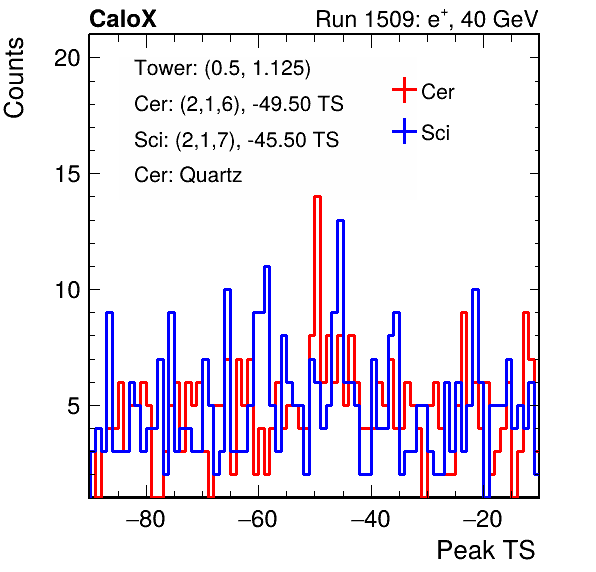 CaloX Run 1509: e⁺, 40 GeV
Counts
20
15
10
5
Tower: (0.5, 1.125)
Cer: (2,1,6), -49.50 TS
Sci: (2,1,7), -45.50 TS
Cer: Quartz
Cer
Sci
−80 −60 −40 −20
Peak TS